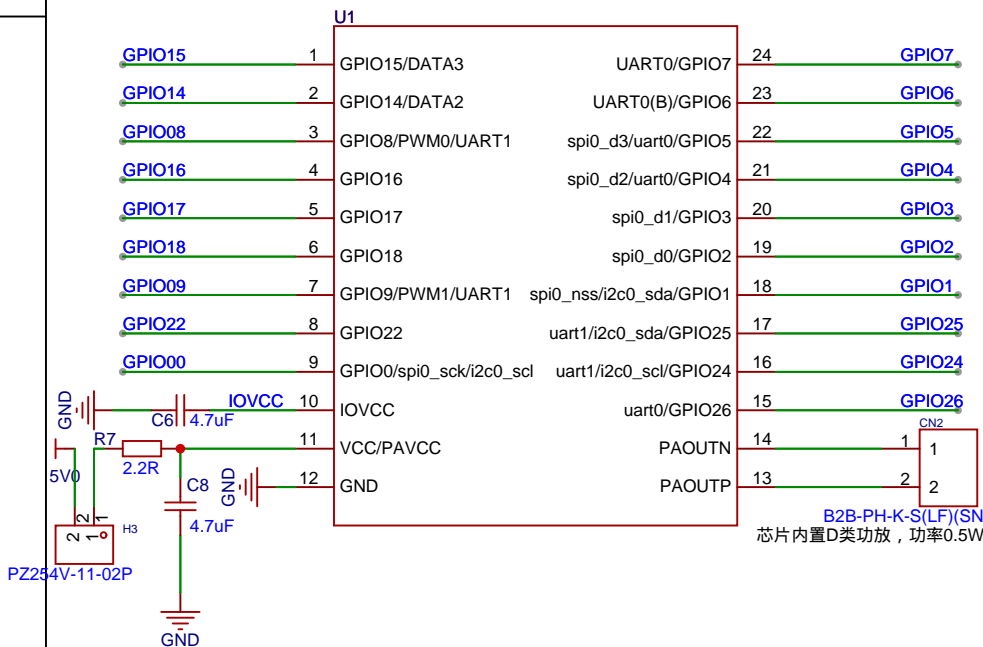 U1
GPIO15 1 GPIO15/DATA3 UART0/GPIO7 24 GPIO7
GPIO14 2 GPIO14/DATA2 UART0(B)/GPIO6 23 GPIO6
GPIO08 3 GPIO8/PWM0/UART1 spi0_d3/uart0/GPIO5 22 GPIO5
GPIO16 4 GPIO16 spi0_d2/uart0/GPIO4 21 GPIO4
GPIO17 5 GPIO17 spi0_d1/GPIO3 20 GPIO3
GPIO18 6 GPIO18 spi0_d0/GPIO2 19 GPIO2
GPIO09 7 GPIO9/PWM1/UART1 spi0_nss/i2c0_sda/GPIO1 18 GPIO1
GPIO22 8 GPIO22 uart1/i2c0_sda/GPIO25 17 GPIO25
GPIO00 9 GPIO0/spi0_sck/i2c0_scl uart1/i2c0_scl/GPIO24 16 GPIO24
GND C6 4.7uF IOVCC 10 IOVCC uart0/GPIO26 15 GPIO26
CN2
5V0 R7 2.2R 11 VCC/PAVCC PAOUTN 14 1 1
C8 4.7uF GND 12 GND PAOUTP 13 2 2
B2B-PH-K-S(LF)(SN
芯片内置D类功放，功率0.5W
2 1
2 1 H3
PZ254V-11-02P
GND